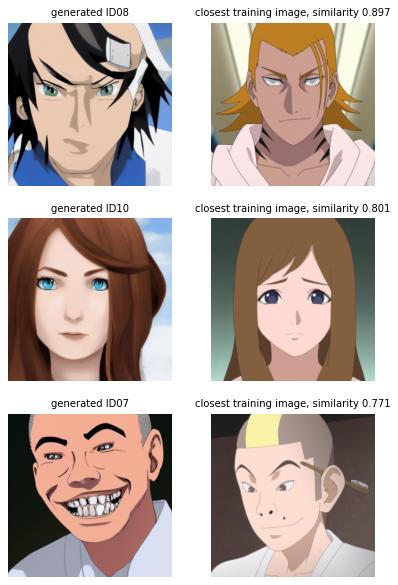 generated ID08
closest training image, similarity 0.897
generated ID10
closest training image, similarity 0.801
generated ID07
closest training image, similarity 0.771